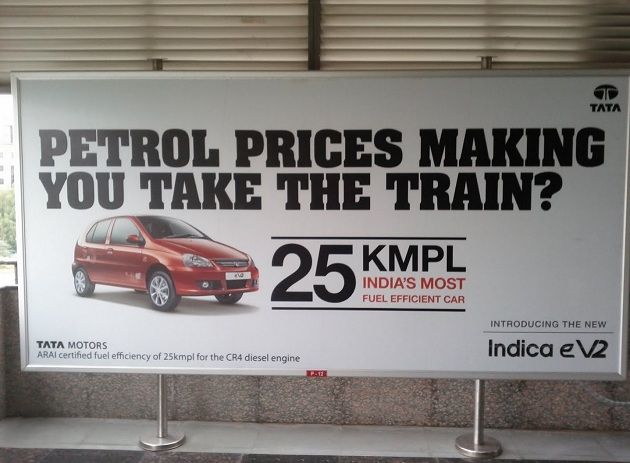 TATA
PETROL PRICES MAKING
YOU TAKE THE TRAIN?
eV2
25 KMPL
INDIA'S MOST
FUEL EFFICIENT CAR
INTRODUCING THE NEW
Indica eV2
TATA MOTORS
ARAI certified fuel efficiency of 25kmpl for the CR4 diesel engine
P - 12